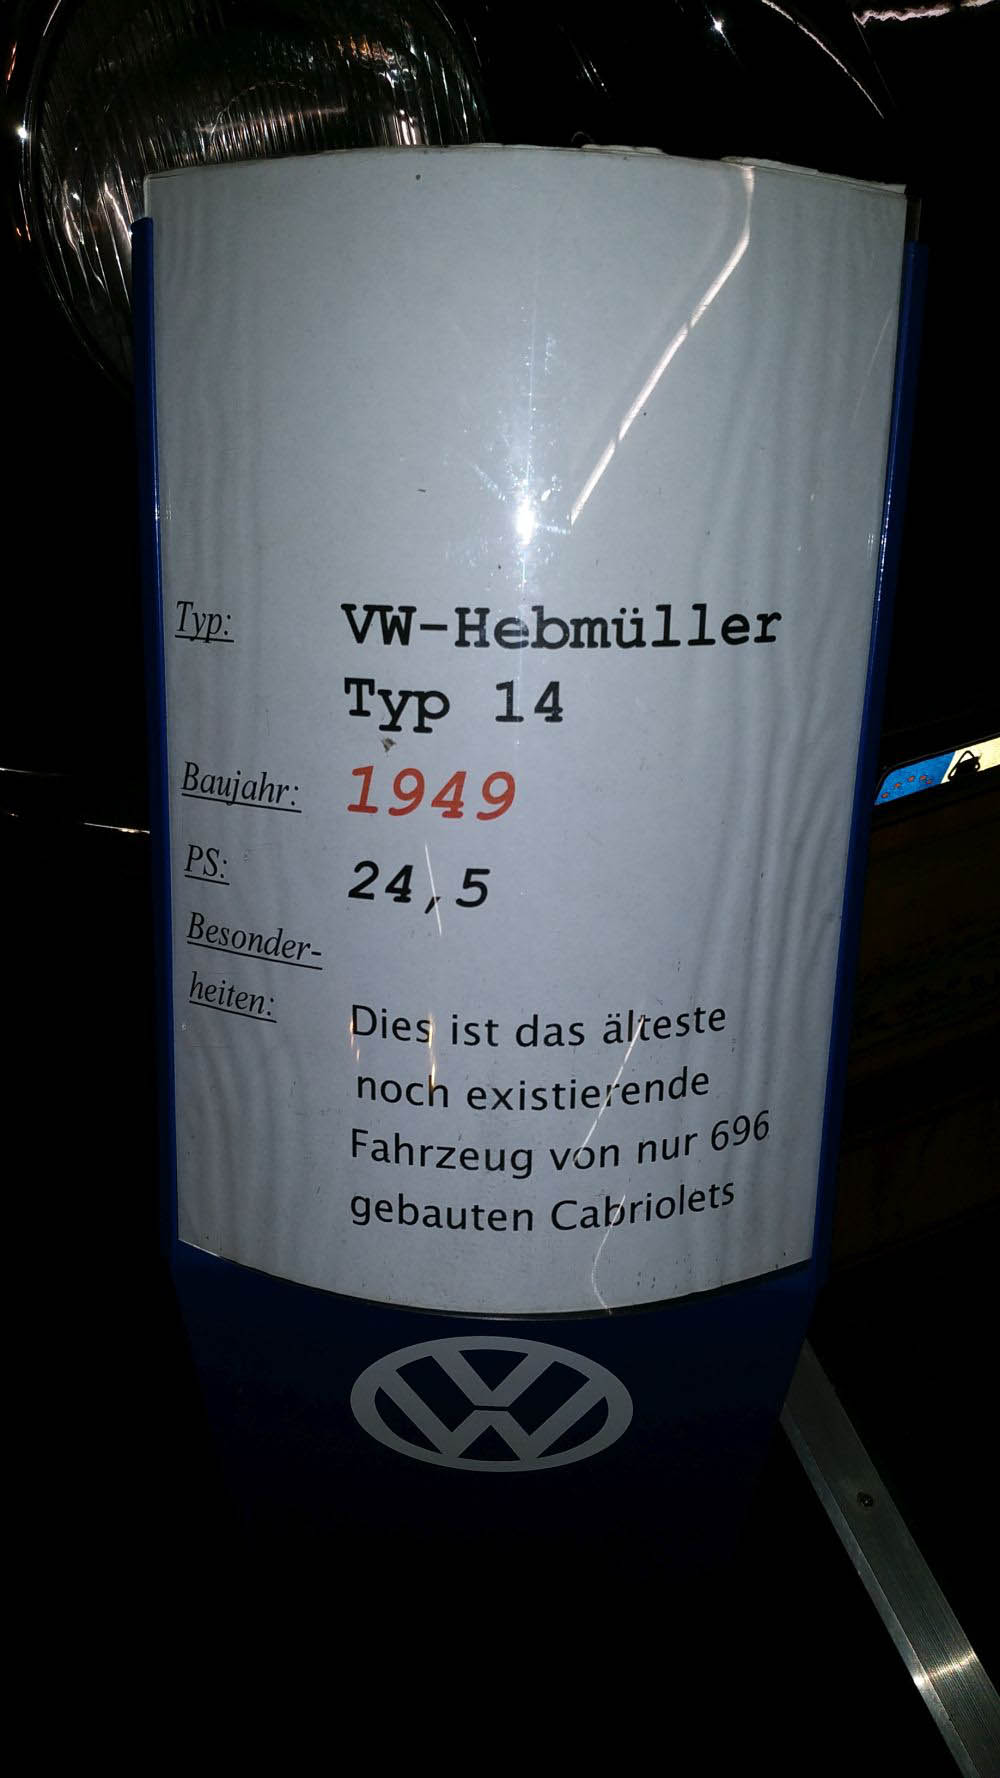 Typ: VW-Hebmüller
Typ 14
Baujahr: 1949
PS: 24,5
Besonder-
heiten:
Dies ist das älteste
noch existierende
Fahrzeug von nur 696
gebauten Cabriolets
VW